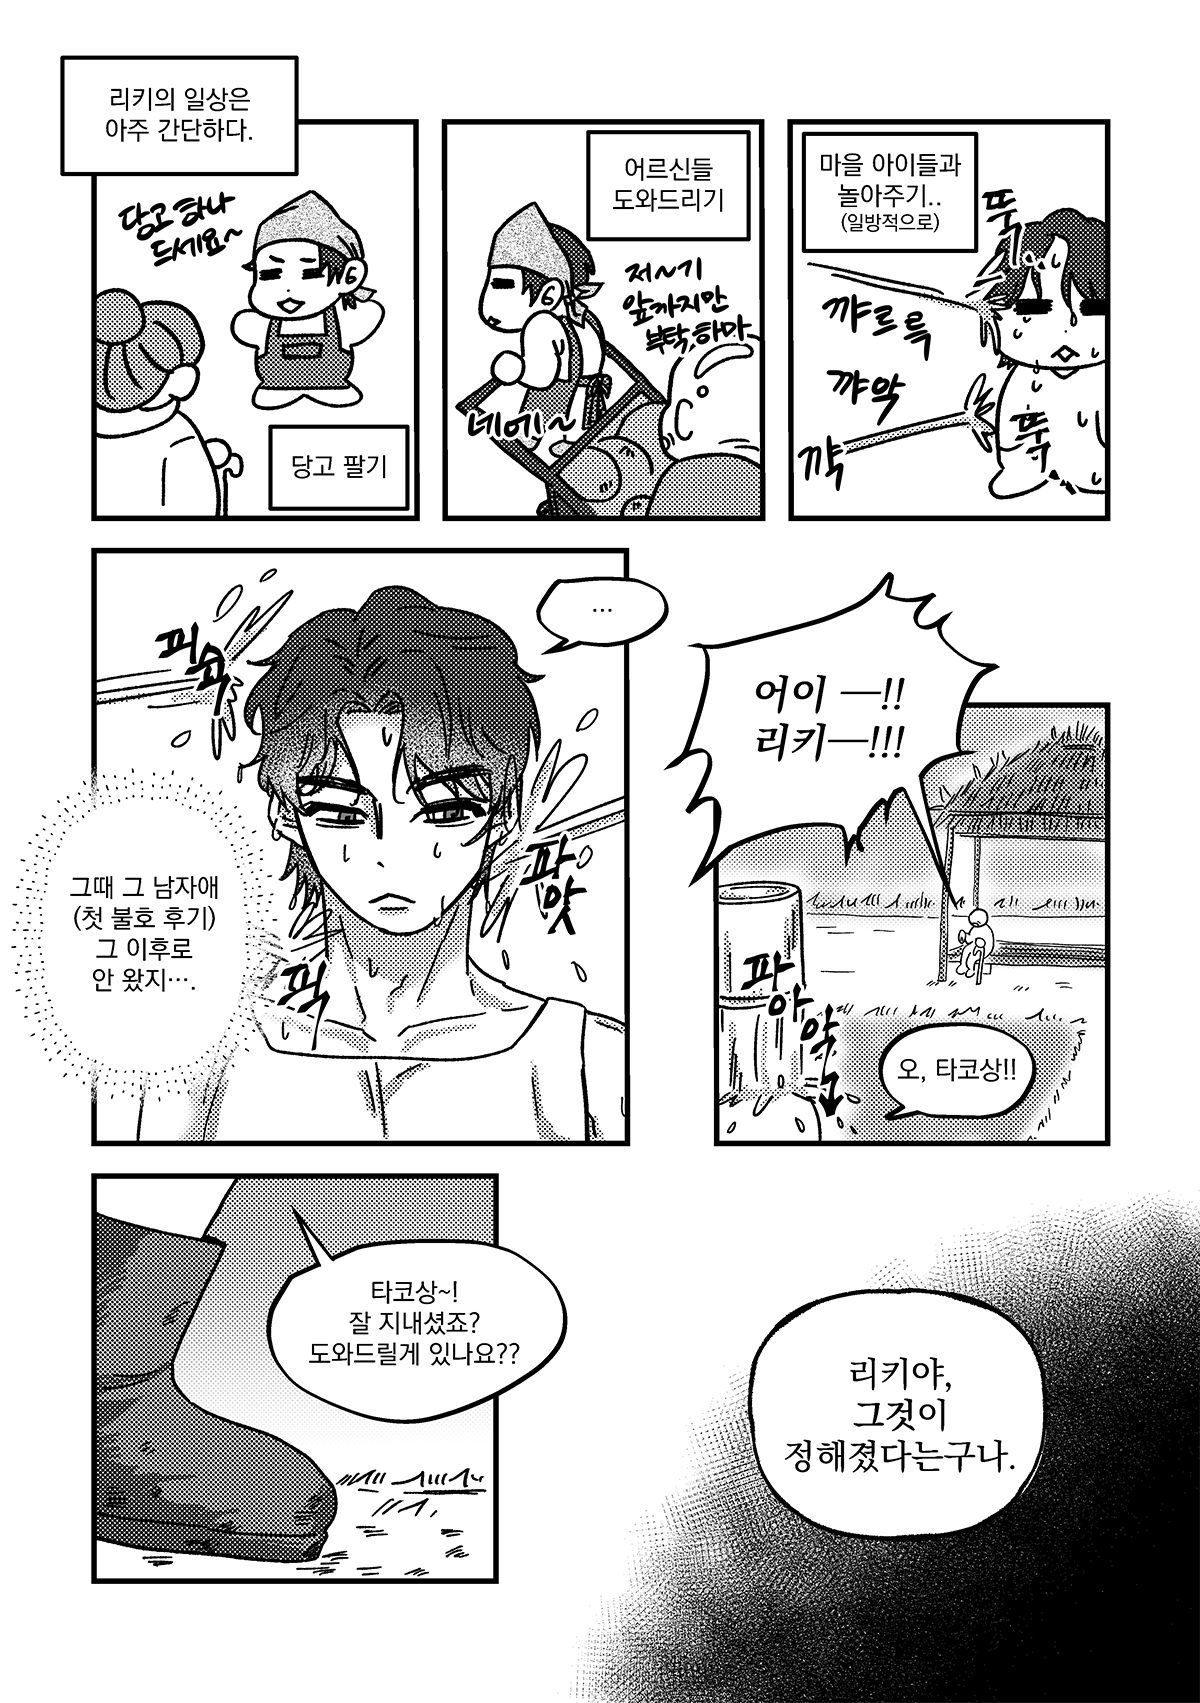 리키의 일상은
아주 간단하다.
당고 하나
드세요~
당고 팔기
어르신들
도와드리기
저~기
앞까지만
부탁하마
네에~
마을 아이들과
놀아주기..
(일방적으로)
뚝
꺄르륵
꺄악
꺅
뚝
...
피슉
그때 그 남자애
(첫 불호 후기)
그 이후로
안 왔지….
파앗
픽
어이 —!!
리키—!!!
파아악
오, 타코상!!
타코상~!
잘 지내셨죠?
도와드릴게 있나요??
리키야,
그것이
정해졌다는구나.